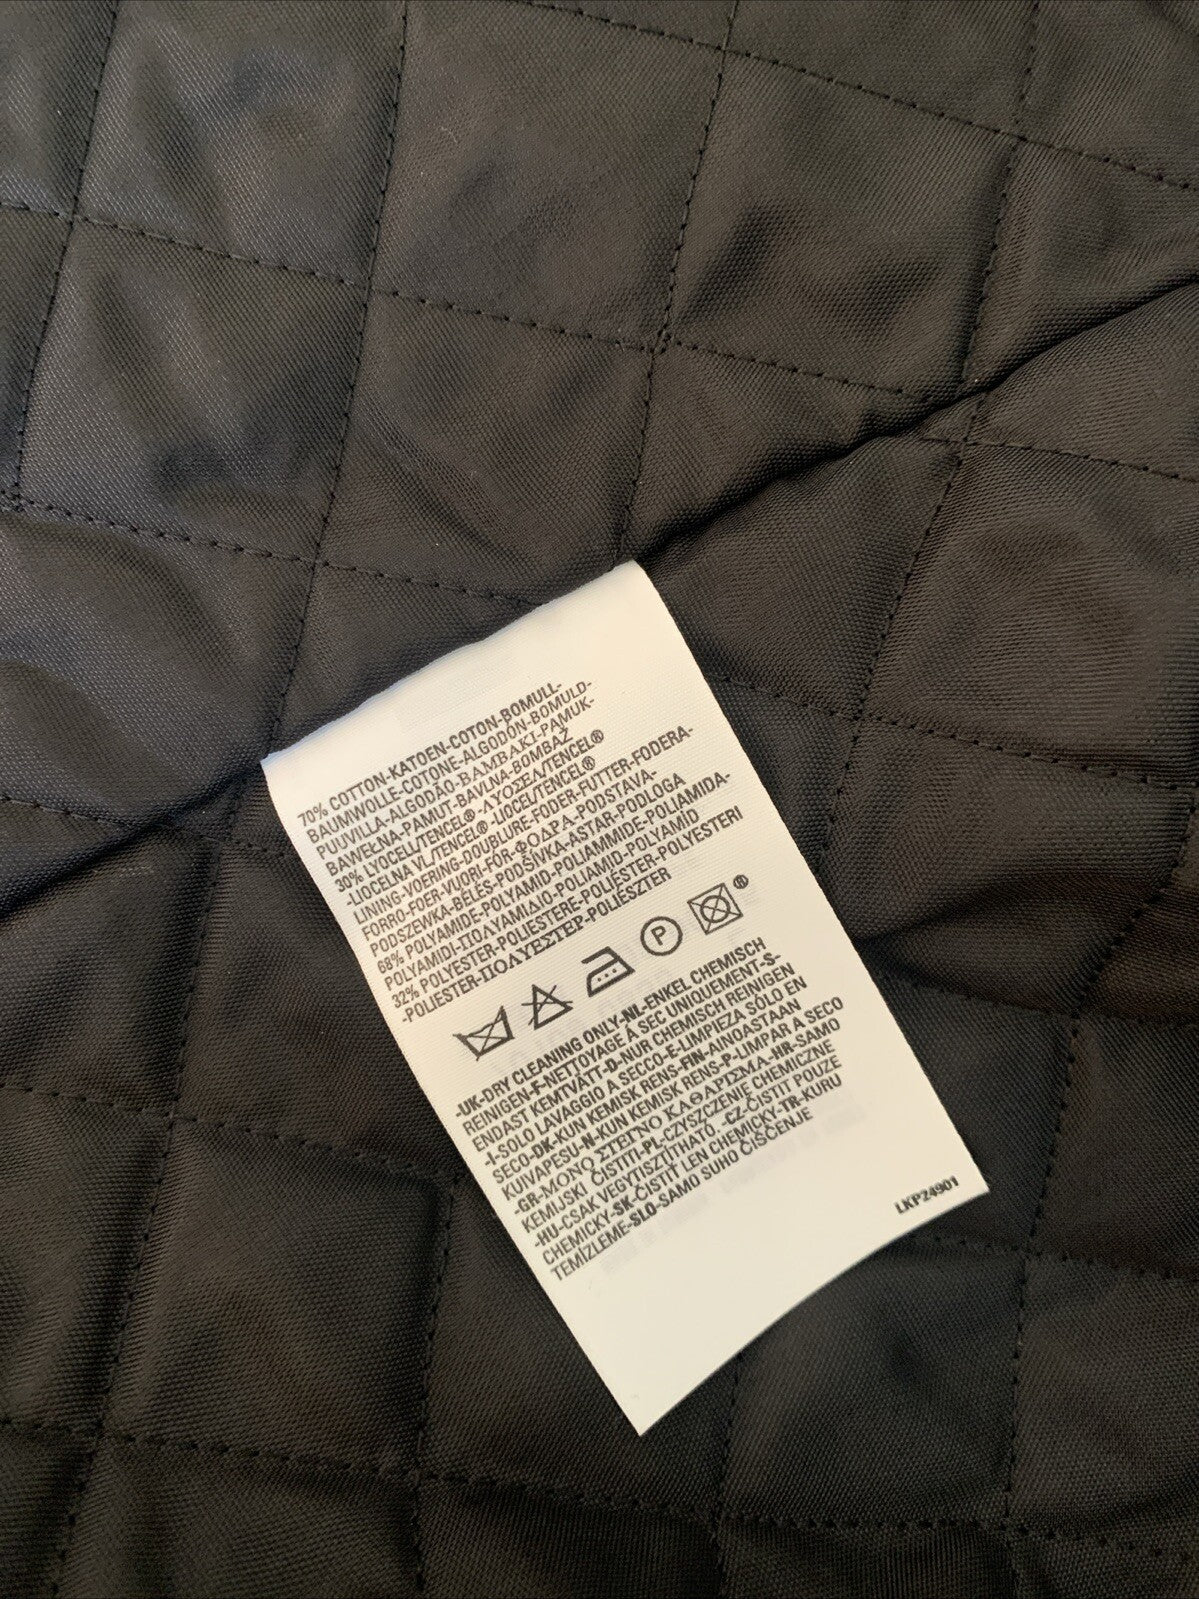 70% COTTON-KATOEN-COTON-BOMULL-
BAUMWOLLE-COTONE-ALGODÓN-BOMULD-
PUUVILLA-ALGODÃO-ΒΑΜΒΑΚΙ-PAMUK-
BAWEŁNA-PAMUT-BAVLNA-BOMBAŽ
30% LYOCELL/TENCEL®-ΛΥΟΣΕΛ/TENCEL®
-LIOCELNA VL/TENCEL®-LIOCEL/TENCEL®
LINING-VOERING-DOUBLURE-FODER-FUTTER-FODERA-
FORRO-FOER-VUORI-FÓR-ΦΟΔΡΑ-PODSTAVA-
PODSZEWKA-BÉLÉS-PODŠÍVKA-ASTAR-PODLOGA
68% POLYAMIDE-POLYAMID-POLIAMMIDE-POLIAMIDA-
POLYAMIDI-ΠΟΛΥΑΜΙΔΙΟ-POLIAMID-POLYAMÍD
32% POLYESTER-POLIESTERE-POLIÉSTER-POLYESTERI
-POLIESTER-ΠΟΛΥΕΣΤΕΡ-POLIÉSZTER
P ®
-UK-DRY CLEANING ONLY-NL-ENKEL CHEMISCH
REINIGEN-F-NETTOYAGE À SEC UNIQUEMENT-S-
ENDAST KEMTVÄTT-D-NUR CHEMISCH REINIGEN
-I-SOLO LAVAGGIO A SECCO-E-LIMPIEZA SÓLO EN
SECO-DK-KUN KEMISK RENS-FIN-AINOASTAAN
KUIVAPESU-N-KUN KEMISK RENS-P-LIMPAR A SECO
-GR-ΜΟΝΟ ΣΤΕΓΝΟ ΚΑΘΑΡΙΣΜΑ-HR-SAMO
KEMIJSKI ČISTITI-PL-CZYSZCZENIE CHEMICZNE
-HU-CSAK VEGYTISZTÍTHATÓ -CZ-ČISTIT POUZE
CHEMICKY-SK-ČISTIŤ LEN CHEMICKY-TR-KURU
TEMİZLEME-SLO-SAMO SUHO ČIŠČENJE
LKP24901